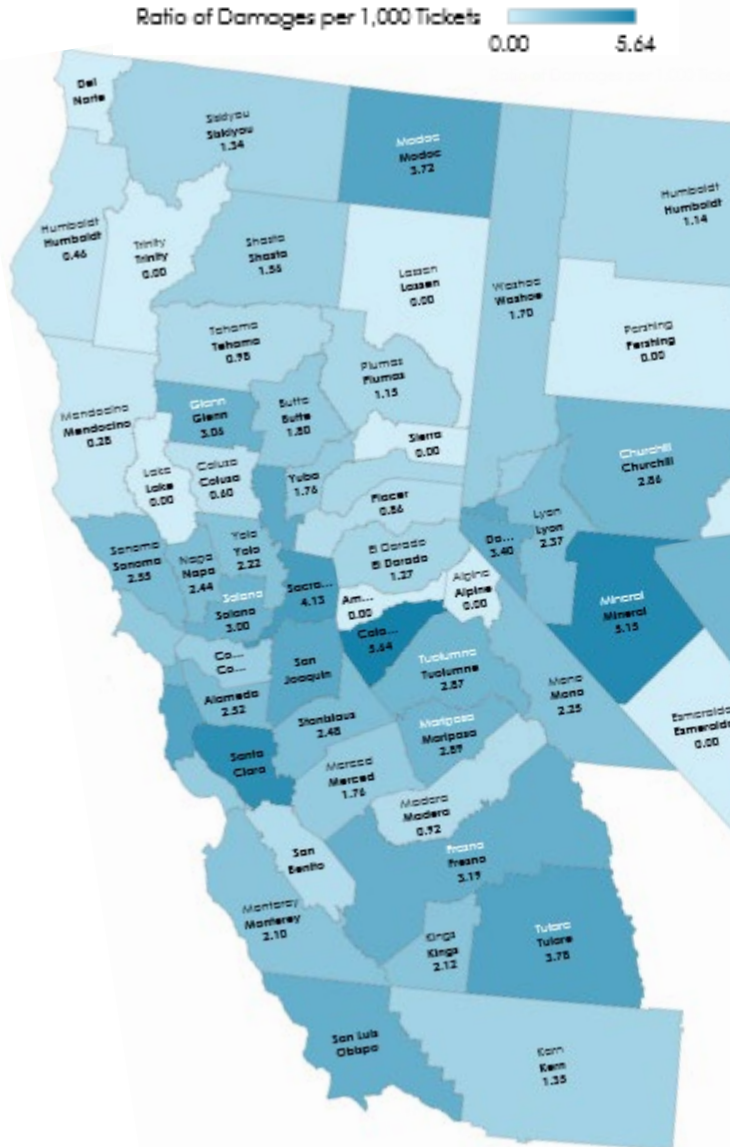 Ratio of Damages per 1,000 Tickets
0.00 5.64
Del
Norte
Siskiyou
Siskiyou
1.34
Modoc
Modoc
3.72
Humboldt
Humboldt
1.14
Humboldt
Humboldt
0.46
Trinity
Trinity
0.00
Shasta
Shasta
1.56
Lassen
Lassen
0.00
Washoe
Washoe
1.70
Pershing
Pershing
0.00
Tehama
Tehama
0.98
Plumas
Plumas
1.15
Mendocino
Mendocino
0.28
Glenn
Glenn
3.06
Butte
Butte
1.80
Sierra
0.00
Churchill
Churchill
2.86
Lake
Lake
0.00
Colusa
Colusa
0.60
Yuba
1.76
Placer
0.86
Lyon
Lyon
2.37
Sonoma
Sonoma
2.55
Napa
Napa
2.44
Yolo
Yolo
2.22
El Dorado
El Dorado
1.27
Do...
3.40
Solano
Solano
3.00
Sacra...
4.13
Am...
0.00
Alpine
Alpine
0.00
Mineral
Mineral
5.15
Co...
Co...
San
Joaquin
Cala...
5.64
Tuolumne
Tuolumne
2.87
Mono
Mono
2.25
Alameda
2.52
Stanislaus
2.48
Mariposa
Mariposa
2.89
Esmeralda
Esmeralda
0.00
Santa
Clara
Merced
Merced
1.76
Madera
Madera
0.92
San
Benito
Fresno
Fresno
3.19
Monterey
Monterey
2.10
Kings
Kings
2.12
Tulare
Tulare
3.78
San Luis
Obispo
Kern
Kern
1.35